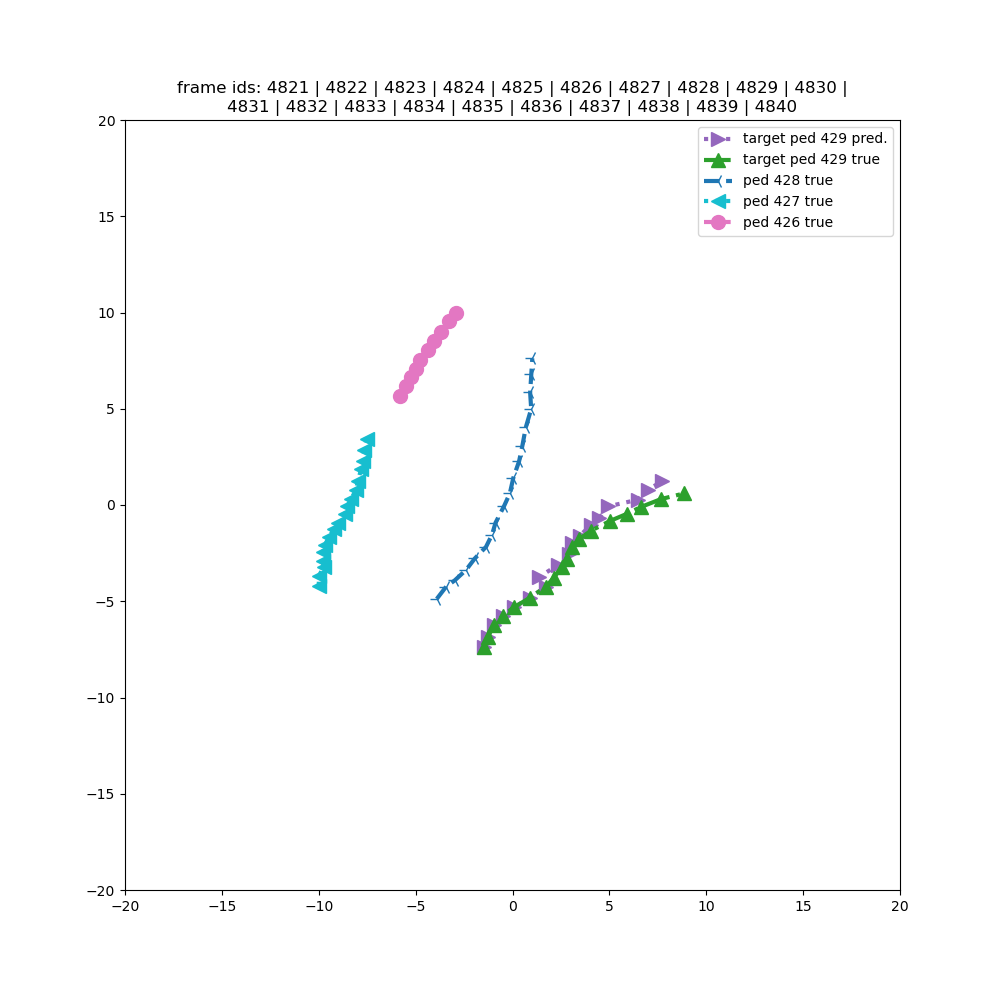 frame ids: 4821 | 4822 | 4823 | 4824 | 4825 | 4826 | 4827 | 4828 | 4829 | 4830 |
4831 | 4832 | 4833 | 4834 | 4835 | 4836 | 4837 | 4838 | 4839 | 4840
target ped 429 pred.
target ped 429 true
ped 428 true
ped 427 true
ped 426 true
20
15
10
5
0
−5
−10
−15
−20
−20 −15 −10 −5 0 5 10 15 20